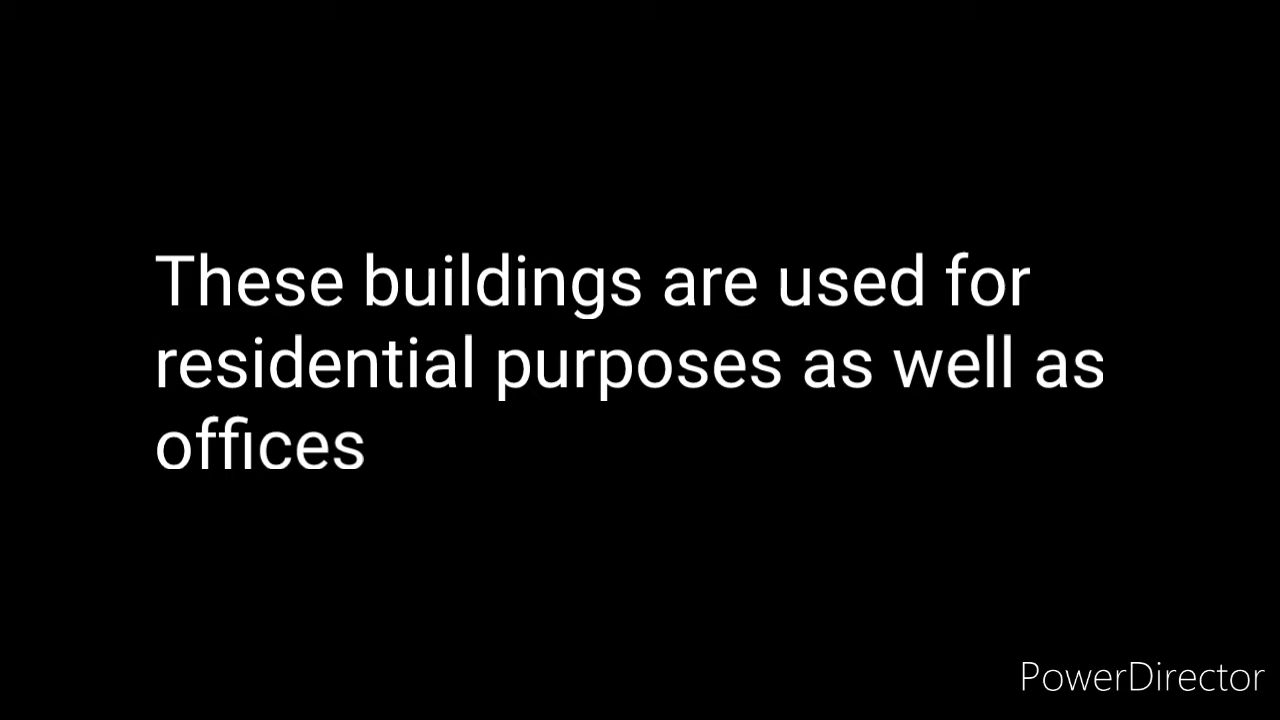 These buildings are used for
residential purposes as well as
offices
PowerDirector